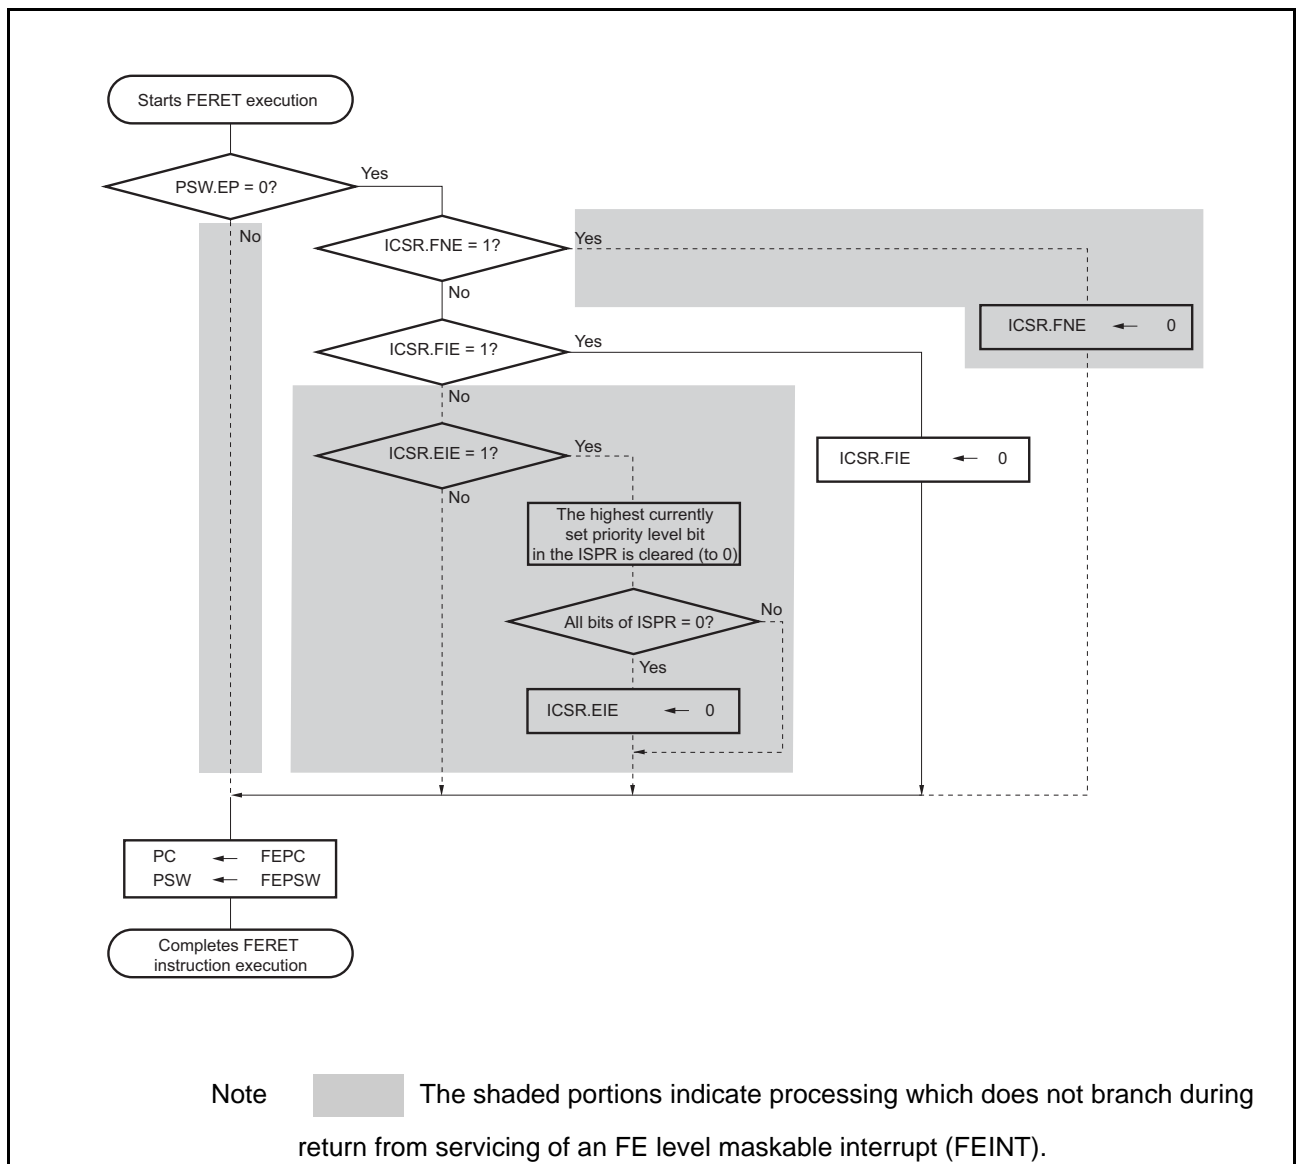 Starts FERET execution
PSW.EP = 0?
Yes
No
ICSR.FNE = 1?
Yes
No
ICSR.FNE ← 0
ICSR.FIE = 1?
Yes
No
ICSR.EIE = 1?
Yes
No
ICSR.FIE ← 0
The highest currently
set priority level bit
in the ISPR is cleared (to 0)
All bits of ISPR = 0?
No
Yes
ICSR.EIE ← 0
PC ← FEPC
PSW ← FEPSW
Completes FERET
instruction execution
Note The shaded portions indicate processing which does not branch during
return from servicing of an FE level maskable interrupt (FEINT).